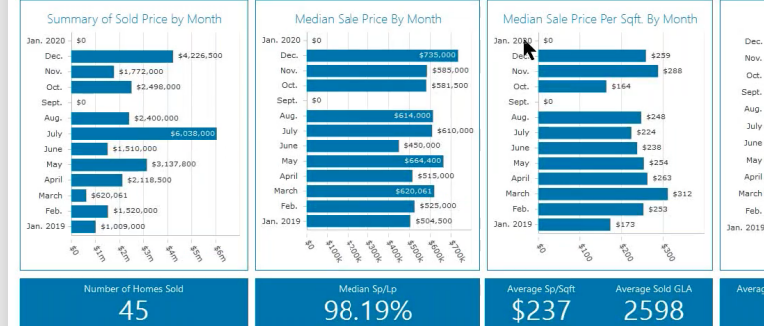 Summary of Sold Price by Month
Jan. 2020 $0
Dec. $4,226,500
Nov. $1,772,000
Oct. $2,498,000
Sept. $0
Aug. $2,400,000
July $6,038,000
June $1,510,000
May $3,137,800
April $2,118,500
March $620,061
Feb. $1,520,000
Jan. 2019 $1,009,000
$0 $1m $2m $3m $4m $5m $6m
Median Sale Price By Month
Jan. 2020 $0
Dec. $735,000
Nov. $585,000
Oct. $581,500
Sept. $0
Aug. $614,000
July $610,000
June $450,000
May $664,400
April $515,000
March $620,061
Feb. $525,000
Jan. 2019 $504,500
$0 $100k $200k $300k $400k $500k $600k $700k
Median Sale Price Per Sqft. By Month
Jan. 2020 $0
Dec. $259
Nov. $288
Oct. $164
Sept. $0
Aug. $248
July $224
June $238
May $254
April $263
March $312
Feb. $253
Jan. 2019 $173
$0 $100 $200 $300
Dec.
Nov.
Oct.
Sept.
Aug.
July
June
May
April
March
Feb.
Jan. 2019
Number of Homes Sold
45
Median Sp/Lp
98.19%
Average Sp/Sqft Average Sold GLA
$237 2598